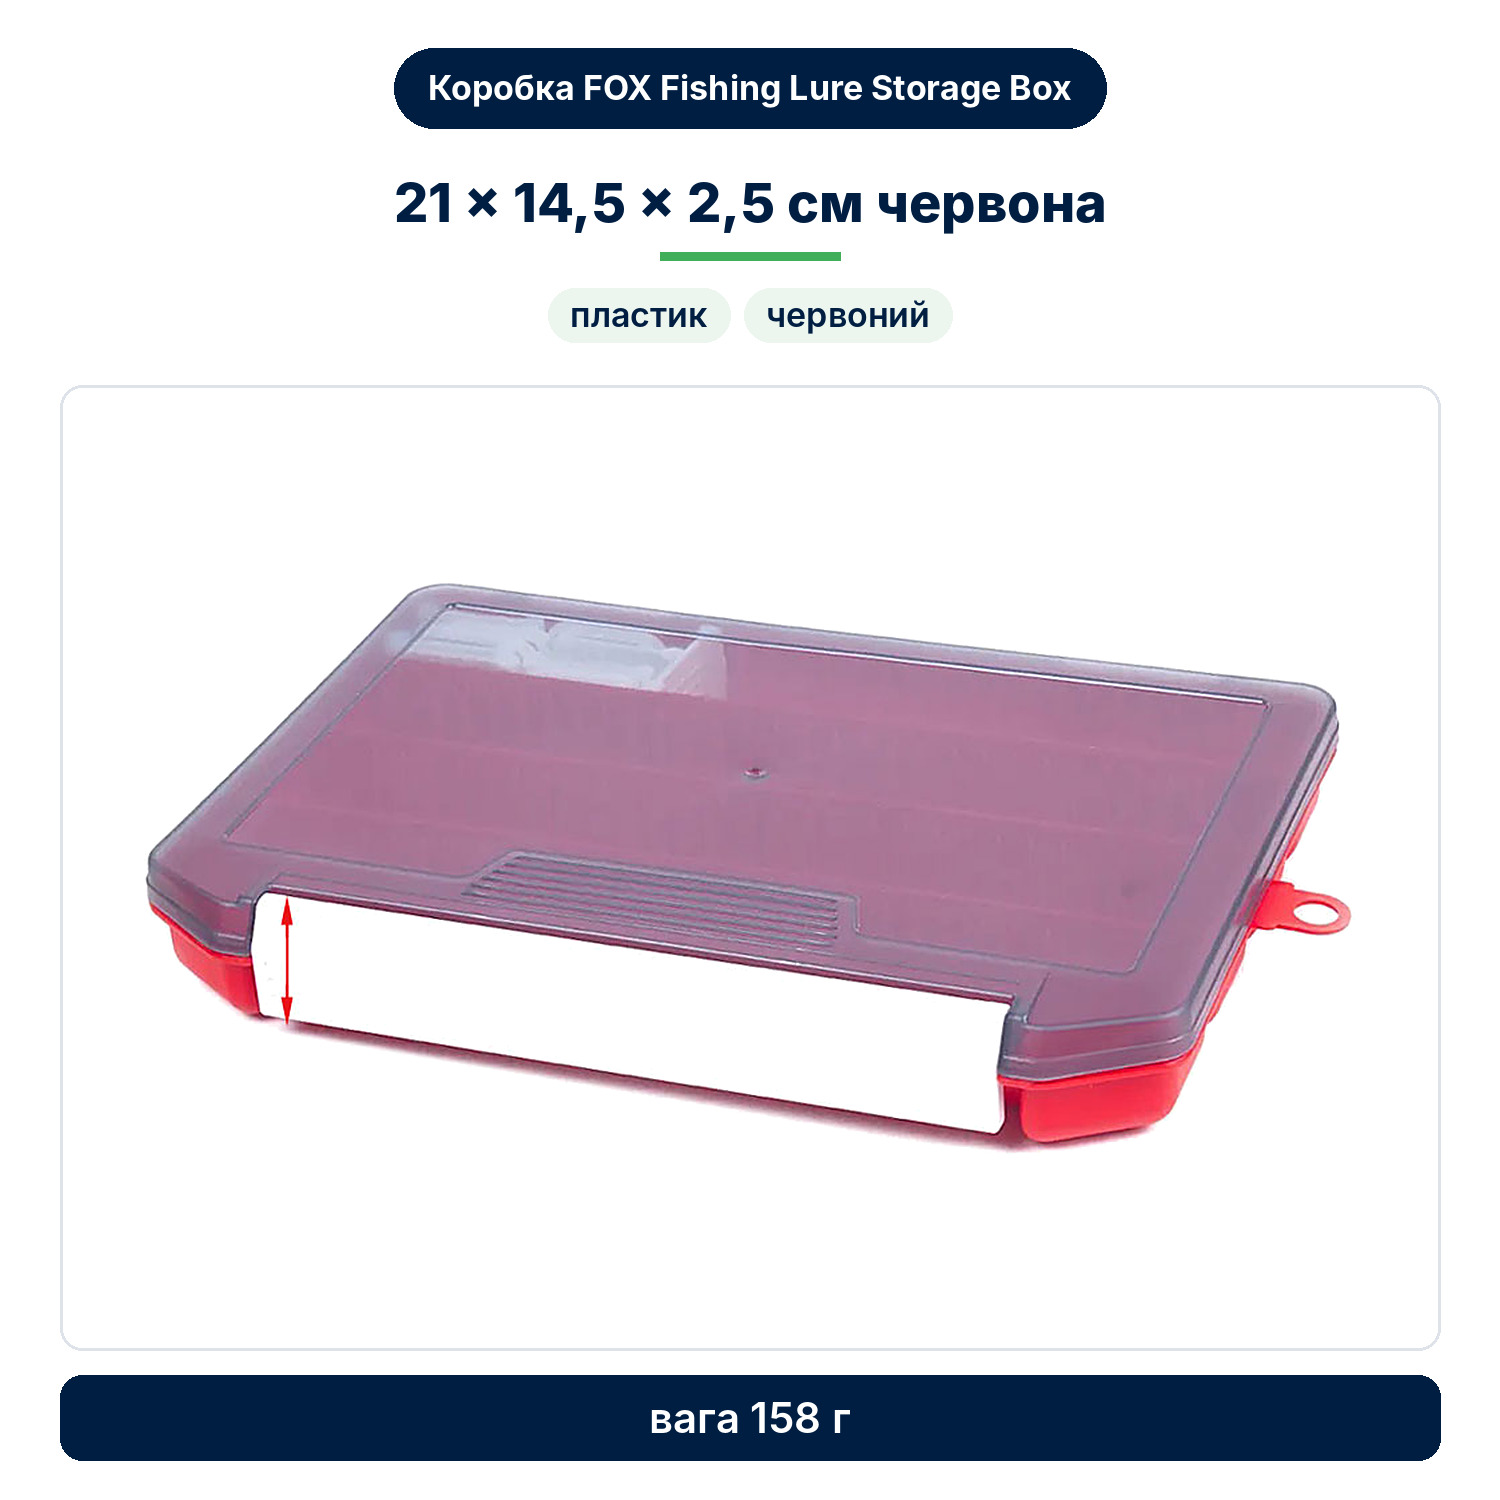 Коробка FOX Fishing Lure Storage Box
21 × 14,5 × 2,5 см червона
пластик червоний
вага 158 г